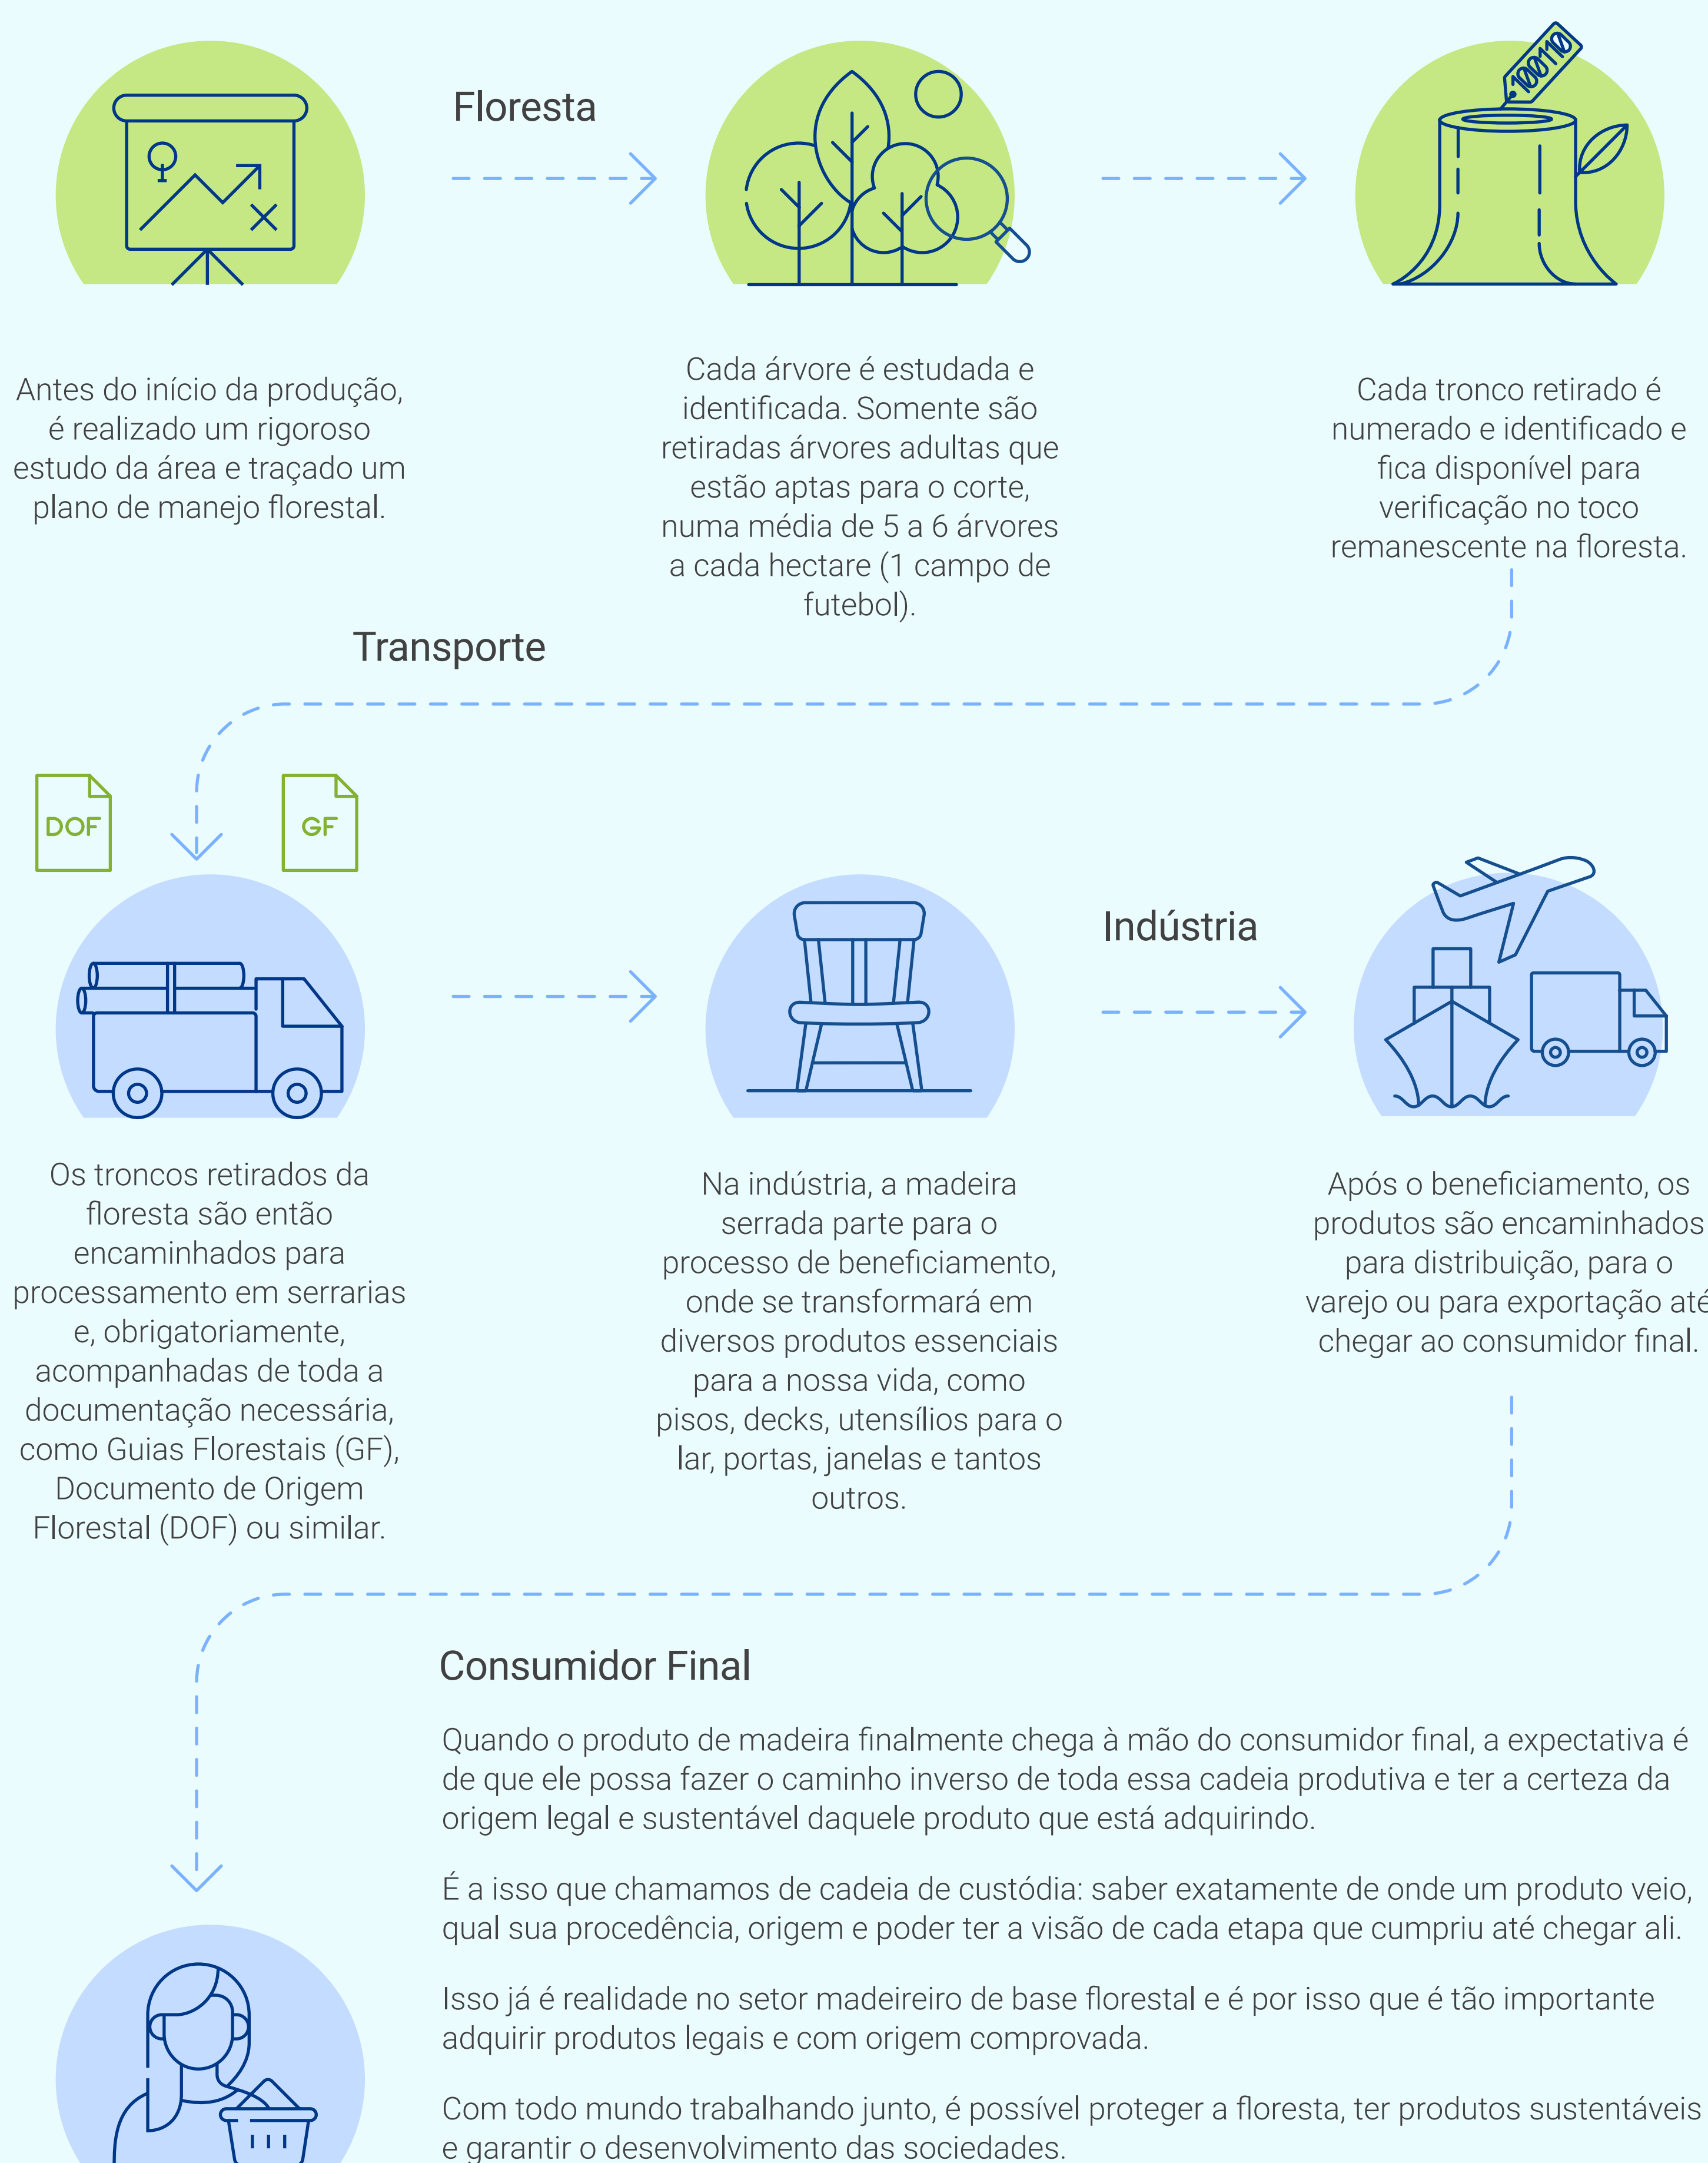 Floresta
100110
Antes do início da produção,
é realizado um rigoroso
estudo da área e traçado um
plano de manejo florestal.
Cada árvore é estudada e
identificada. Somente são
retiradas árvores adultas que
estão aptas para o corte,
numa média de 5 a 6 árvores
a cada hectare (1 campo de
futebol).
Cada tronco retirado é
numerado e identificado e
fica disponível para
verificação no toco
remanescente na floresta.
Transporte
DOF
GF
Indústria
Os troncos retirados da
floresta são então
encaminhados para
processamento em serrarias
e, obrigatoriamente,
acompanhadas de toda a
documentação necessária,
como Guias Florestais (GF),
Documento de Origem
Florestal (DOF) ou similar.
Na indústria, a madeira
serrada parte para o
processo de beneficiamento,
onde se transformará em
diversos produtos essenciais
para a nossa vida, como
pisos, decks, utensílios para o
lar, portas, janelas e tantos
outros.
Após o beneficiamento, os
produtos são encaminhados
para distribuição, para o
varejo ou para exportação até
chegar ao consumidor final.
Consumidor Final
Quando o produto de madeira finalmente chega à mão do consumidor final, a expectativa é
de que ele possa fazer o caminho inverso de toda essa cadeia produtiva e ter a certeza da
origem legal e sustentável daquele produto que está adquirindo.
É a isso que chamamos de cadeia de custódia: saber exatamente de onde um produto veio,
qual sua procedência, origem e poder ter a visão de cada etapa que cumpriu até chegar ali.
Isso já é realidade no setor madeireiro de base florestal e é por isso que é tão importante
adquirir produtos legais e com origem comprovada.
Com todo mundo trabalhando junto, é possível proteger a floresta, ter produtos sustentáveis
e garantir o desenvolvimento das sociedades.